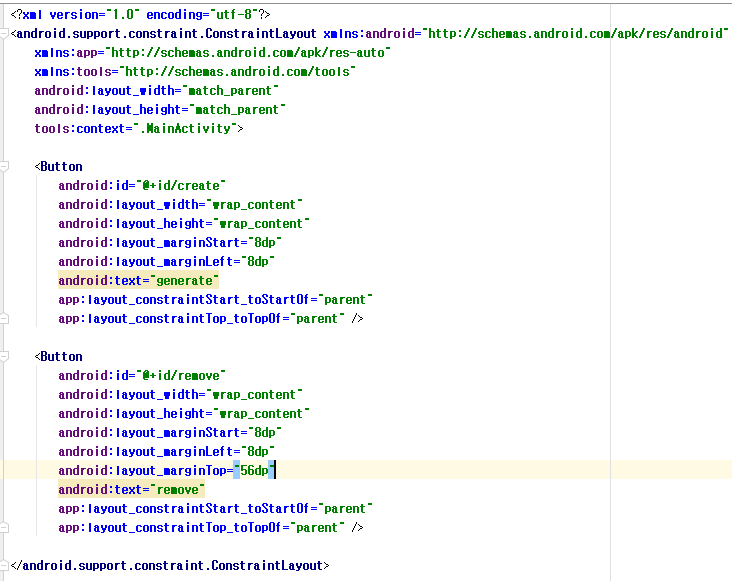 <?xml version="1.0" encoding="utf-8"?>
<android.support.constraint.ConstraintLayout xmlns:android="http://schemas.android.com/apk/res/android"
    xmlns:app="http://schemas.android.com/apk/res-auto"
    xmlns:tools="http://schemas.android.com/tools"
    android:layout_width="match_parent"
    android:layout_height="match_parent"
    tools:context=".MainActivity">

    <Button
        android:id="@+id/create"
        android:layout_width="wrap_content"
        android:layout_height="wrap_content"
        android:layout_marginStart="8dp"
        android:layout_marginLeft="8dp"
        android:text="generate"
        app:layout_constraintStart_toStartOf="parent"
        app:layout_constraintTop_toTopOf="parent" />

    <Button
        android:id="@+id/remove"
        android:layout_width="wrap_content"
        android:layout_height="wrap_content"
        android:layout_marginStart="8dp"
        android:layout_marginLeft="8dp"
        android:layout_marginTop="56dp"
        android:text="remove"
        app:layout_constraintStart_toStartOf="parent"
        app:layout_constraintTop_toTopOf="parent" />

</android.support.constraint.ConstraintLayout>